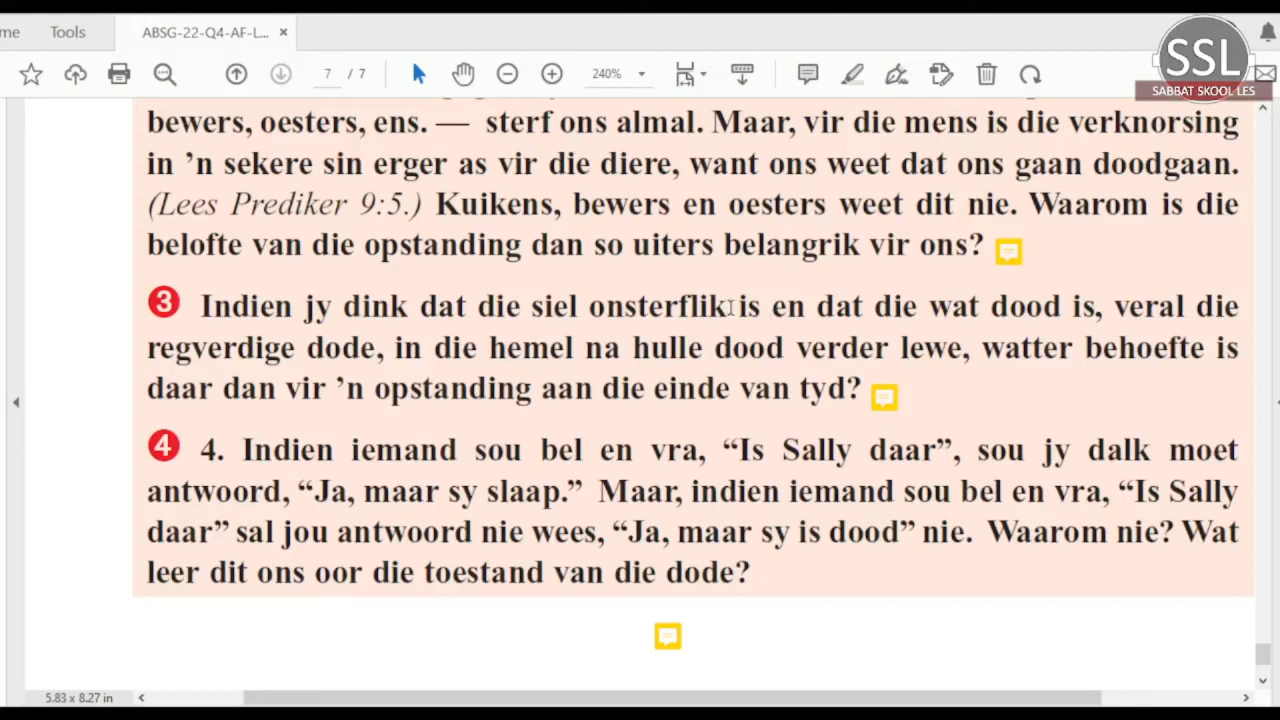 me
Tools
ABSG-22-Q4-AF-L...
SSL
SABBAT SKOOL LES
7 / 7
240%
bewers, oesters, ens. — sterf ons almal. Maar, vir die mens is die verknorsing
in ’n sekere sin erger as vir die diere, want ons weet dat ons gaan doodgaan.
(Lees Prediker 9:5.) Kuikens, bewers en oesters weet dit nie. Waarom is die
belofte van die opstanding dan so uiters belangrik vir ons?
3 Indien jy dink dat die siel onsterflik is en dat die wat dood is, veral die
regverdige dode, in die hemel na hulle dood verder lewe, watter behoefte is
daar dan vir ’n opstanding aan die einde van tyd?
4 4. Indien iemand sou bel en vra, “Is Sally daar”, sou jy dalk moet
antwoord, “Ja, maar sy slaap.” Maar, indien iemand sou bel en vra, “Is Sally
daar” sal jou antwoord nie wees, “Ja, maar sy is dood” nie. Waarom nie? Wat
leer dit ons oor die toestand van die dode?
5.83 x 8.27 in